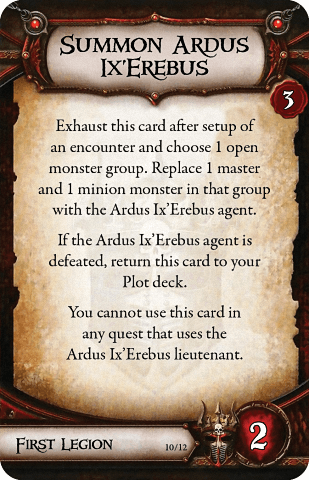 Summon Ardus
Ix'Erebus
3
Exhaust this card after setup of
an encounter and choose 1 open
monster group. Replace 1 master
and 1 minion monster in that group
with the Ardus Ix'Erebus agent.
If the Ardus Ix'Erebus agent is
defeated, return this card to your
Plot deck.
You cannot use this card in
any quest that uses the
Ardus Ix'Erebus lieutenant.
First Legion
10/12
2